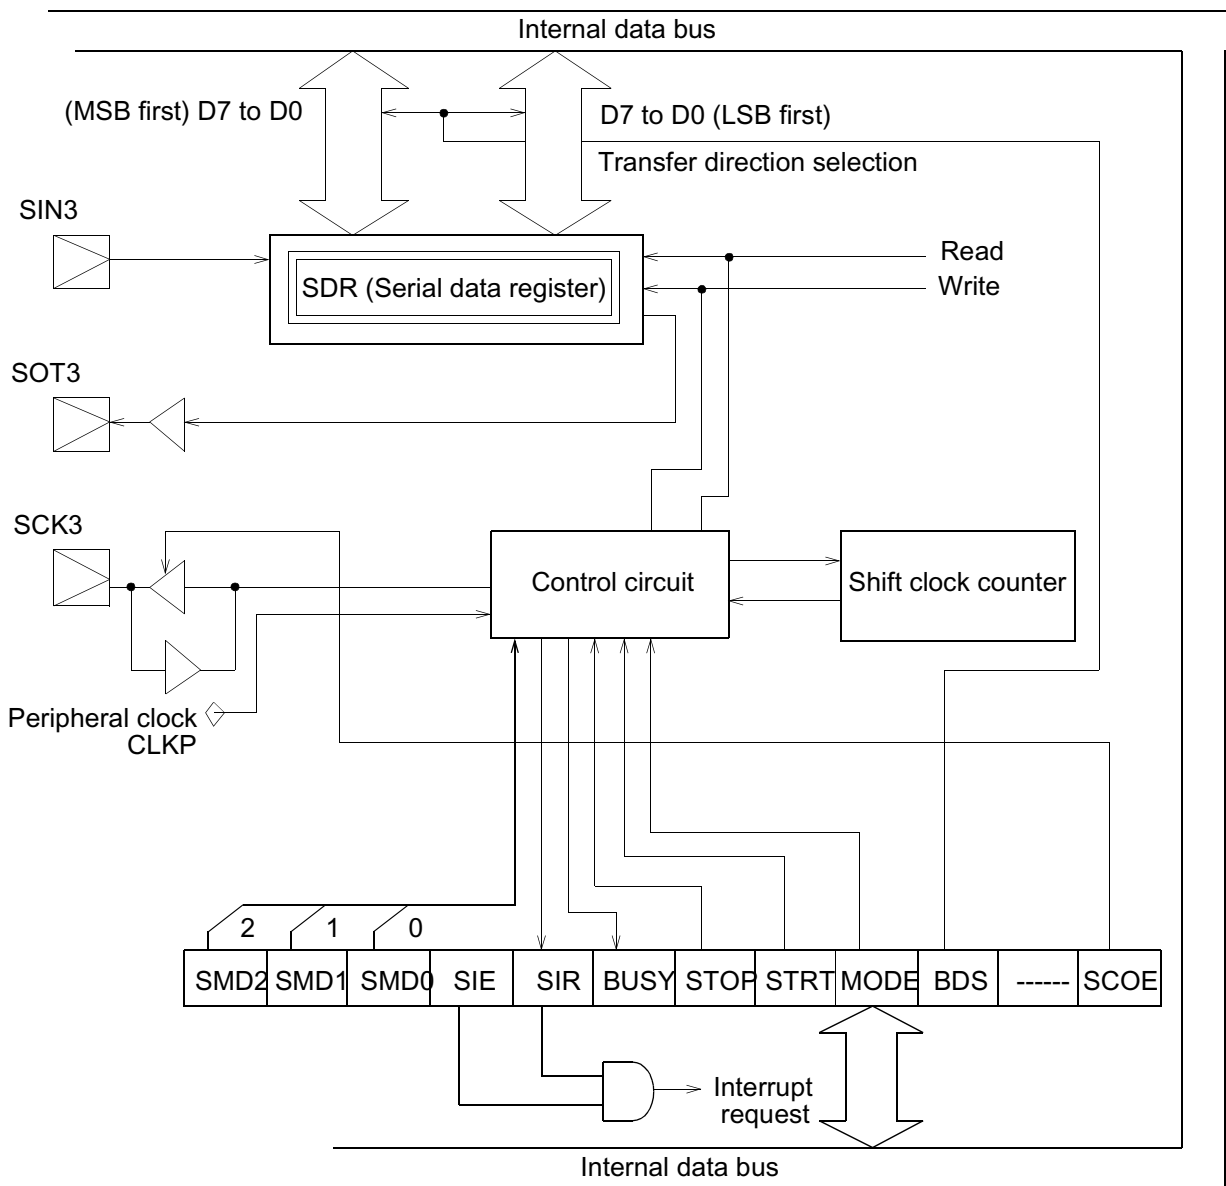 Internal data bus
(MSB first) D7 to D0
D7 to D0 (LSB first)
Transfer direction selection
SIN3
Read
SDR (Serial data register)
Write
SOT3
SCK3
Control circuit
Shift clock counter
Peripheral clock
CLKP
2 1 0
SMD2 SMD1 SMD0 SIE SIR BUSY STOP STRT MODE BDS ------ SCOE
Interrupt
request
Internal data bus